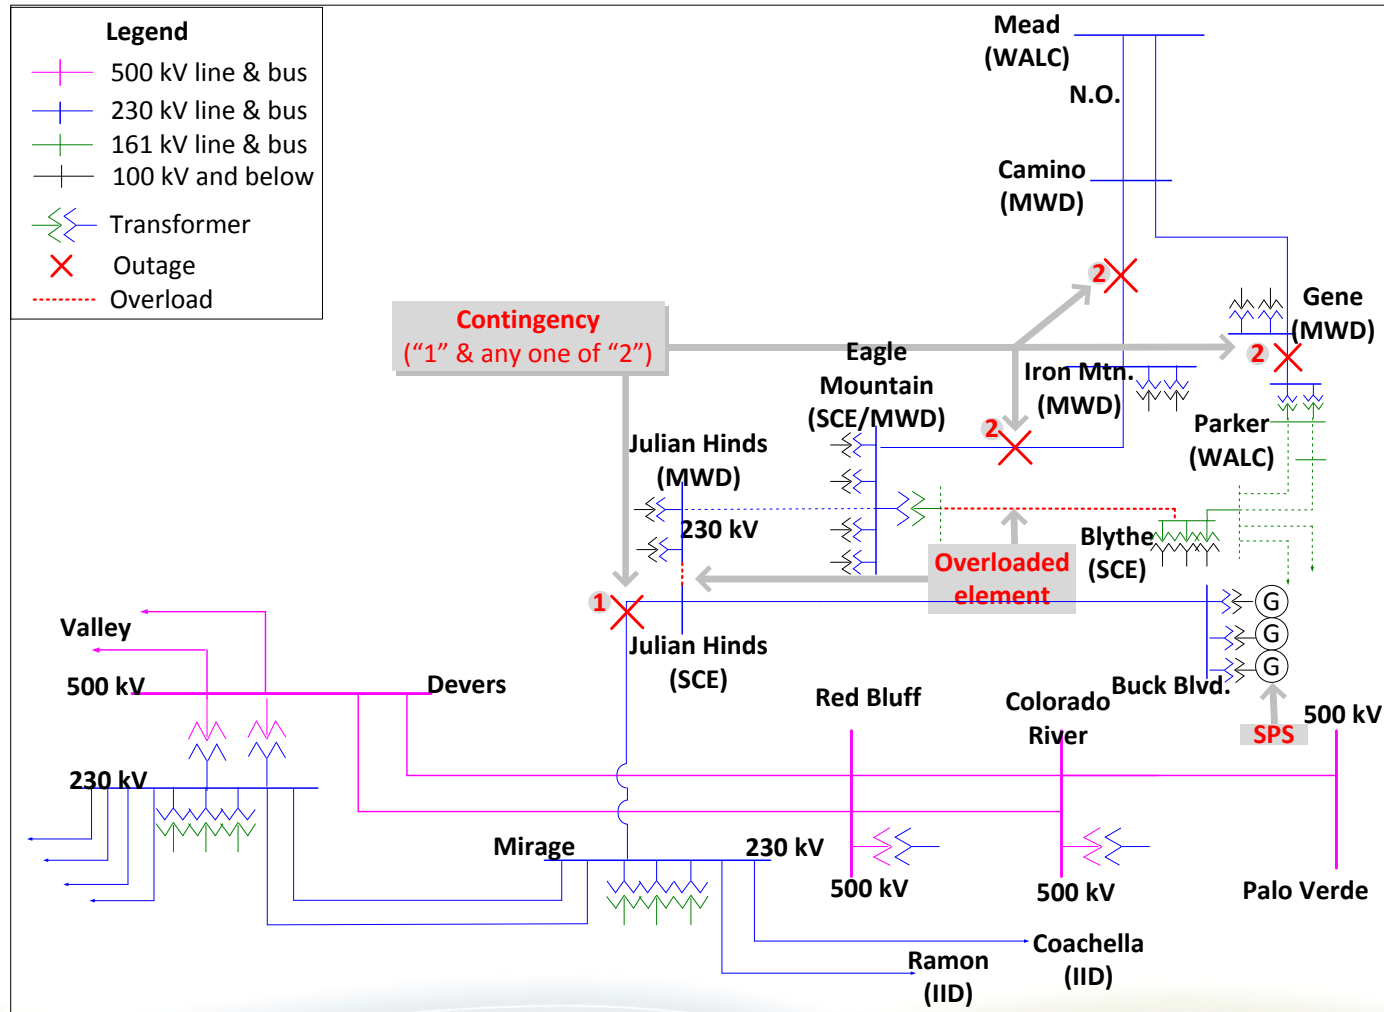 Legend
500 kV line & bus
230 kV line & bus
161 kV line & bus
100 kV and below
Transformer
Outage
Overload
Mead
(WALC)
N.O.
Camino
(MWD)
2
Gene
(MWD)
2
Contingency
(“1” & any one of “2”)
Eagle
Mountain
(SCE/MWD)
Iron Mtn.
(MWD)
2
Parker
(WALC)
Julian Hinds
(MWD)
230 kV
Blythe
(SCE)
Overloaded
element
1
Julian Hinds
(SCE)
G
G
G
Buck Blvd.
SPS
Valley
500 kV
Devers
Red Bluff
Colorado
River
500 kV
230 kV
Mirage
230 kV
500 kV
500 kV
Palo Verde
Ramon
(IID)
Coachella
(IID)